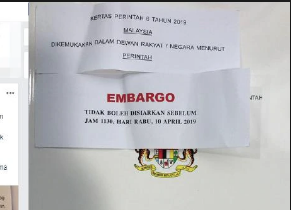 KERTAS PERINTAH 6 TAHUN 2019
MALAYSIA
DIKEMUKAKAN DALAM DEWAN RAKYAT / NEGARA MENURUT
PERINTAH
EMBARGO
TIDAK BOLEH DISIARKAN SEBELUM
JAM 1130, HARI RABU, 10 APRIL 2019